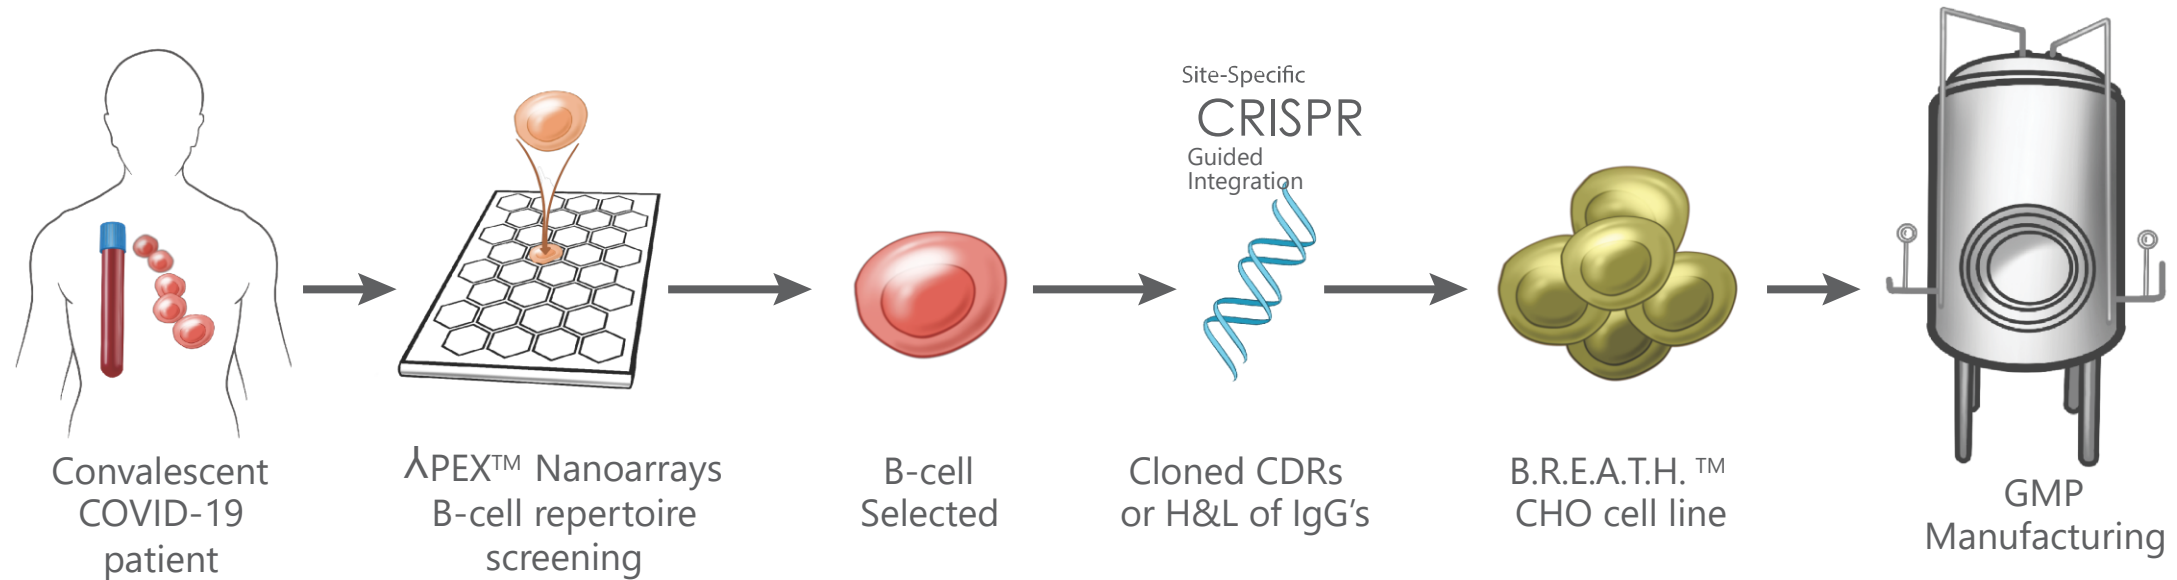 Convalescent
COVID-19
patient
⅄PEX™ Nanoarrays
B-cell repertoire
screening
B-cell
Selected
Site-Specific
CRISPR
Guided
Integration
Cloned CDRs
or H&L of IgG's
B.R.E.A.T.H. ™
CHO cell line
GMP
Manufacturing